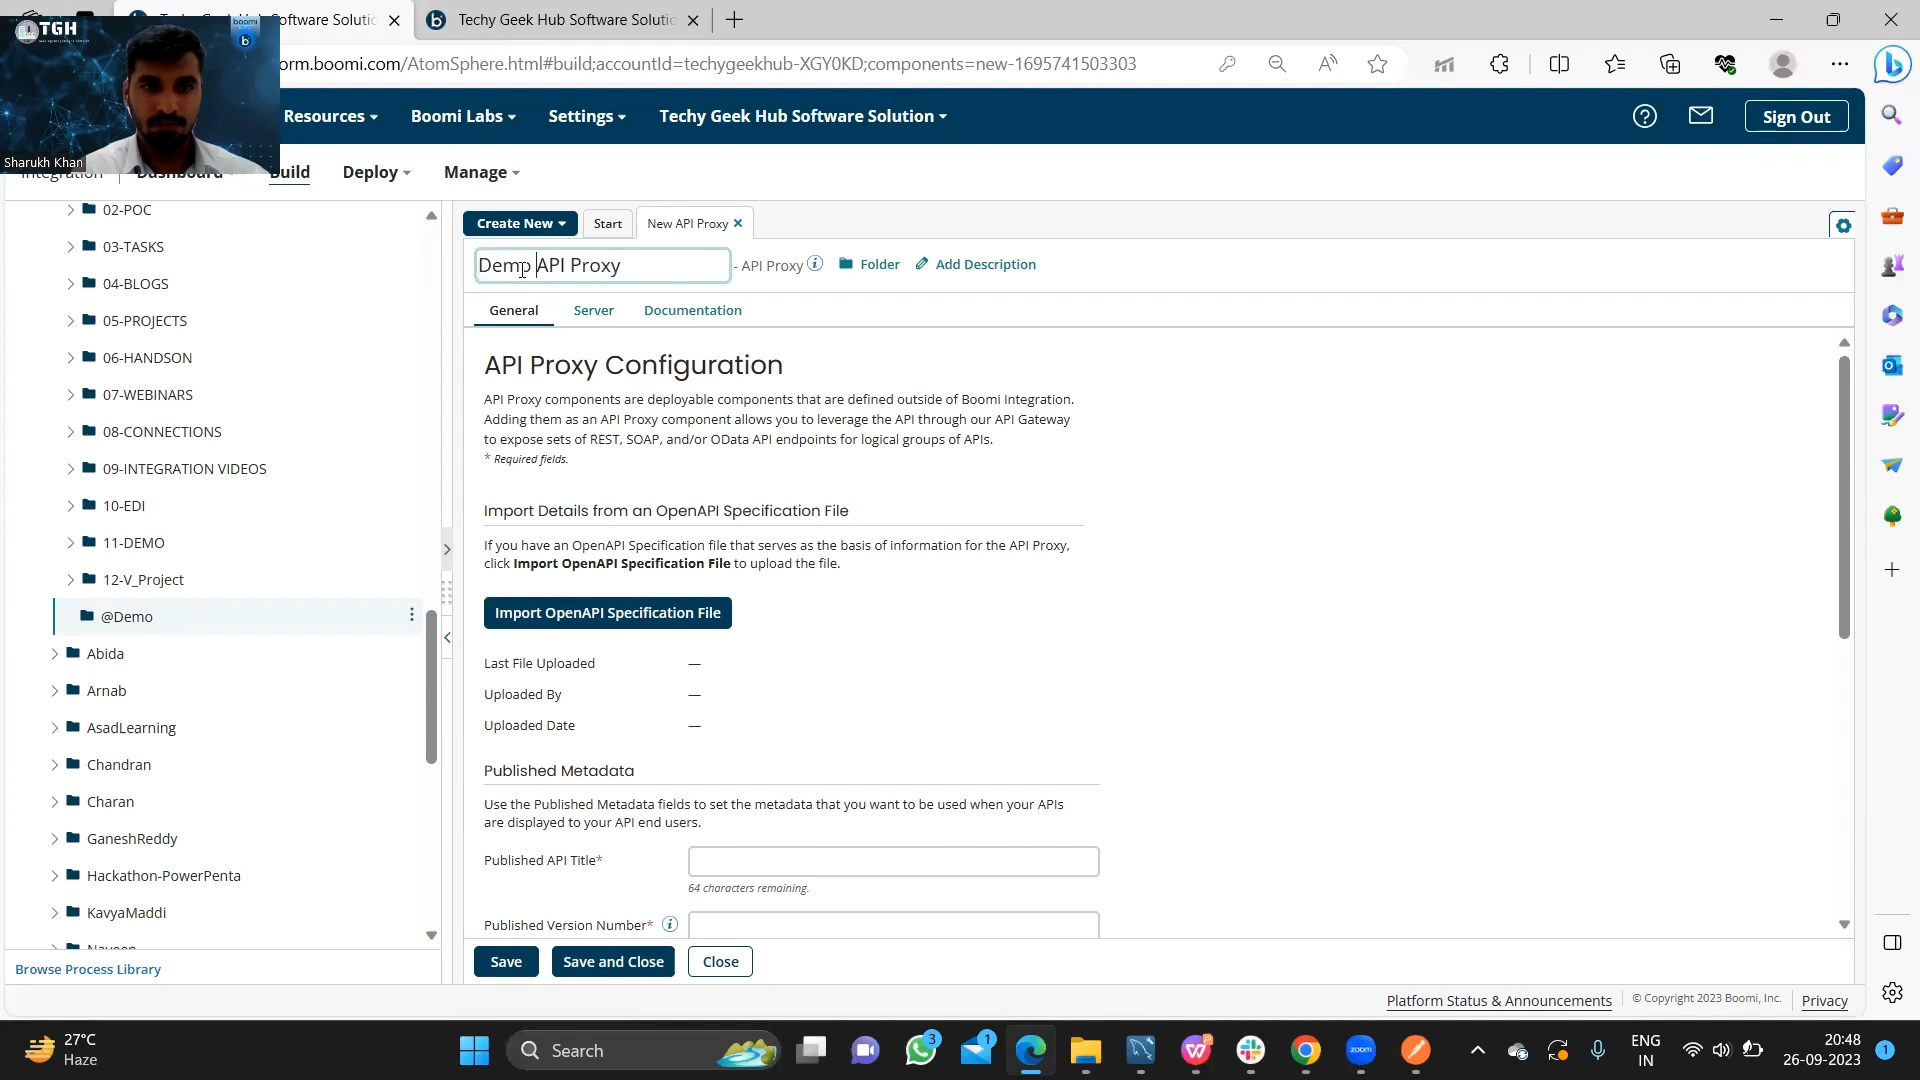 TGH
boomi
Sharukh Khan
oftware Solutic
Techy Geek Hub Software Solutic
orm.boomi.com/AtomSphere.html#build;accountId=techygeekhub-XGY0KD;components=new-1695741503303
Resources
Boomi Labs
Settings
Techy Geek Hub Software Solution
Sign Out
Integration
Dashboard
Build
Deploy
Manage
02-POC
03-TASKS
04-BLOGS
05-PROJECTS
06-HANDSON
07-WEBINARS
08-CONNECTIONS
09-INTEGRATION VIDEOS
10-EDI
11-DEMO
12-V_Project
@Demo
Abida
Arnab
AsadLearning
Chandran
Charan
GaneshReddy
Hackathon-PowerPenta
KavyaMaddi
Naveen
Browse Process Library
Create New
Start
New API Proxy
Demo API Proxy
- API Proxy
Folder
Add Description
General
Server
Documentation
API Proxy Configuration
API Proxy components are deployable components that are defined outside of Boomi Integration.
Adding them as an API Proxy component allows you to leverage the API through our API Gateway
to expose sets of REST, SOAP, and/or OData API endpoints for logical groups of APIs.
* Required fields.
Import Details from an OpenAPI Specification File
If you have an OpenAPI Specification file that serves as the basis of information for the API Proxy,
click Import OpenAPI Specification File to upload the file.
Import OpenAPI Specification File
Last File Uploaded —
Uploaded By —
Uploaded Date —
Published Metadata
Use the Published Metadata fields to set the metadata that you want to be used when your APIs
are displayed to your API end users.
Published API Title*
64 characters remaining.
Published Version Number*
Save
Save and Close
Close
Platform Status & Announcements
© Copyright 2023 Boomi, Inc.
Privacy
27°C
Haze
Search
3
1
zoom
ENG
IN
20:48
26-09-2023
1